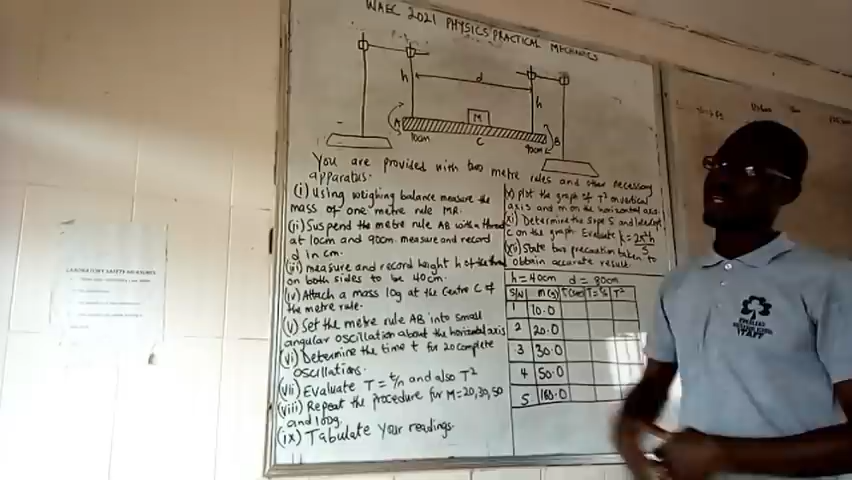 WAEC 2021 PHYSICS PRACTICAL MECHANICS
h
d
h
M
A
B
10cm
C
90cm
You are provided with two metre rules and other necessary
apparatus.
(i) Using weighing balance measure the
mass of one metre rule MR.
(ii) Suspend the metre rule AB with a thread
at 10cm and 90cm. measure and record
d in cm.
(iii) measure and record height h of the thread
on both sides to be 40cm.
(iv) Attach a mass 10g at the Centre C of
the metre rule.
(v) Set the metre rule AB into small
angular oscillation about the horizontal axis
(vi) Determine the time t for 20 complete
oscillations.
(vii) Evaluate T = t/n and also T²
(viii) Repeat the procedure for M=20,30,50
and 100g.
(ix) Tabulate your readings.
(x) plot the graph of T² on vertical
axis and m on the horizontal axis.
(xi) Determine the slope S and intercept
C on the graph. Evaluate k = 2π²h/S
(xii) State two precaution taken to
obtain accurate result.
h = 40cm d = 80cm
S/N M(g) t(sec) T=t/n T²
1 10.0
2 20.0
3 30.0
4 50.0
5 100.0
LABORATORY SAFETY MEASURES
STAFF